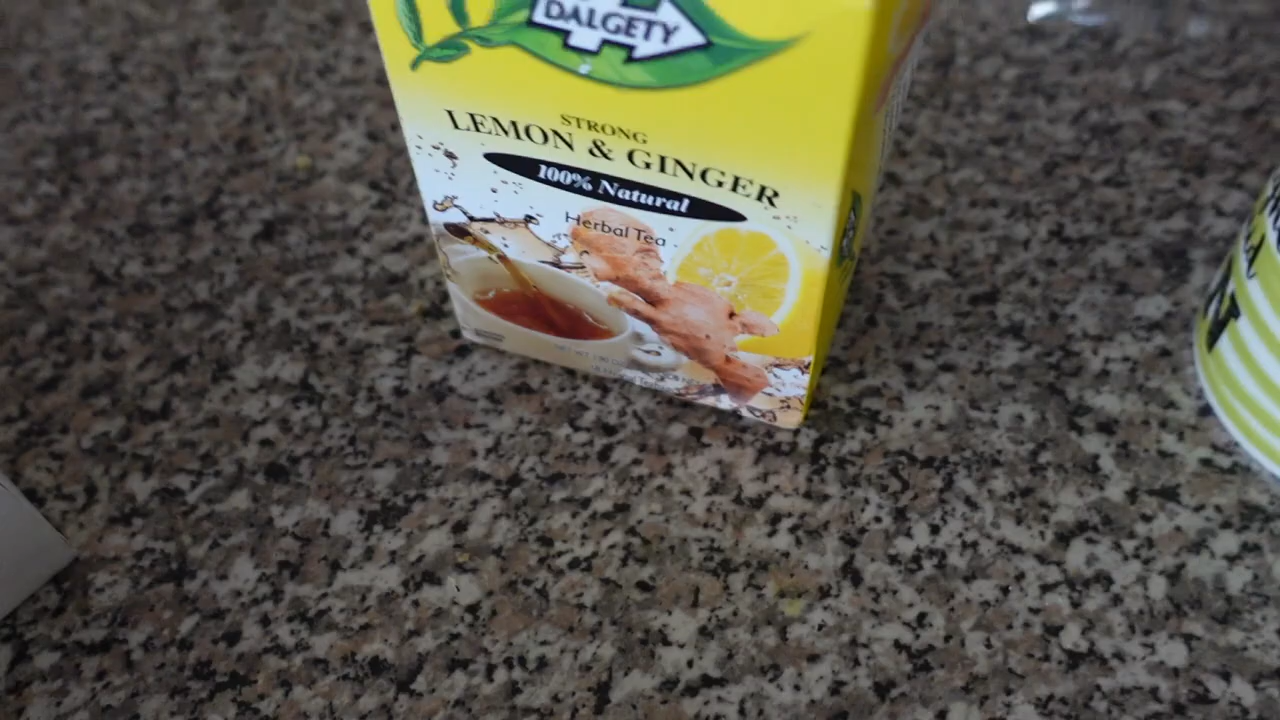 DALGETY
STRONG
LEMON & GINGER
100% Natural
Herbal Tea